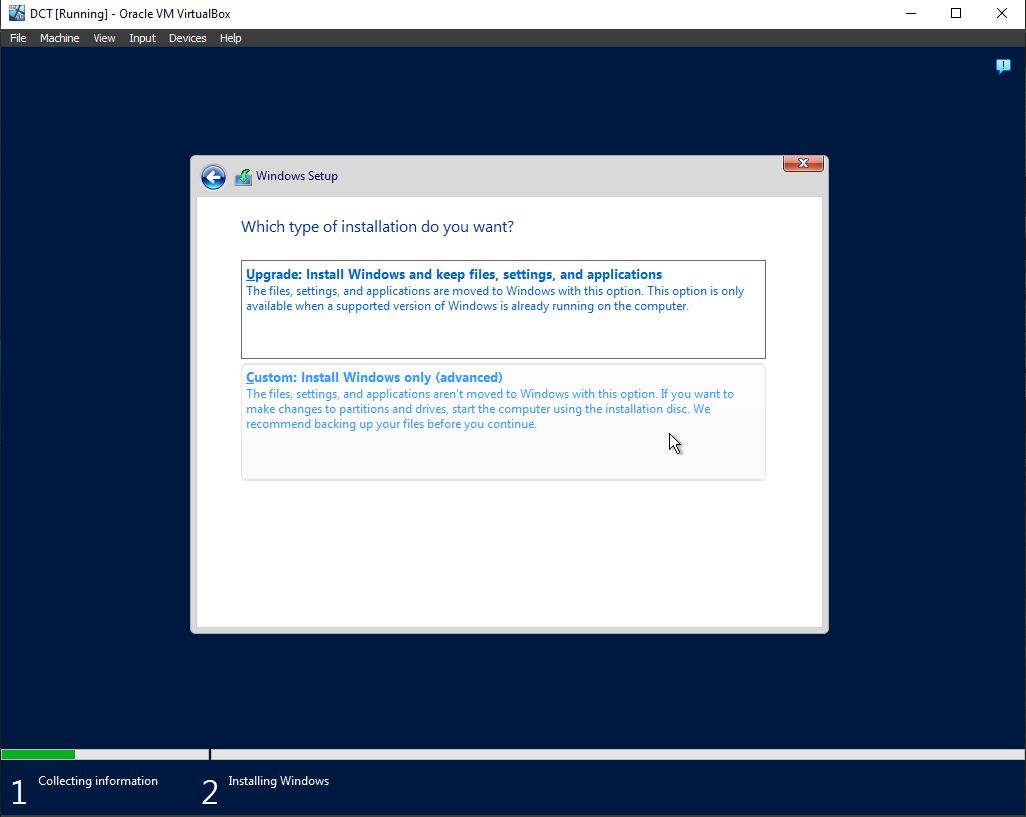 DCT [Running] - Oracle VM VirtualBox
File Machine View Input Devices Help
Windows Setup
Which type of installation do you want?
Upgrade: Install Windows and keep files, settings, and applications
The files, settings, and applications are moved to Windows with this option. This option is only
available when a supported version of Windows is already running on the computer.
Custom: Install Windows only (advanced)
The files, settings, and applications aren't moved to Windows with this option. If you want to
make changes to partitions and drives, start the computer using the installation disc. We
recommend backing up your files before you continue.
1 Collecting information
2 Installing Windows